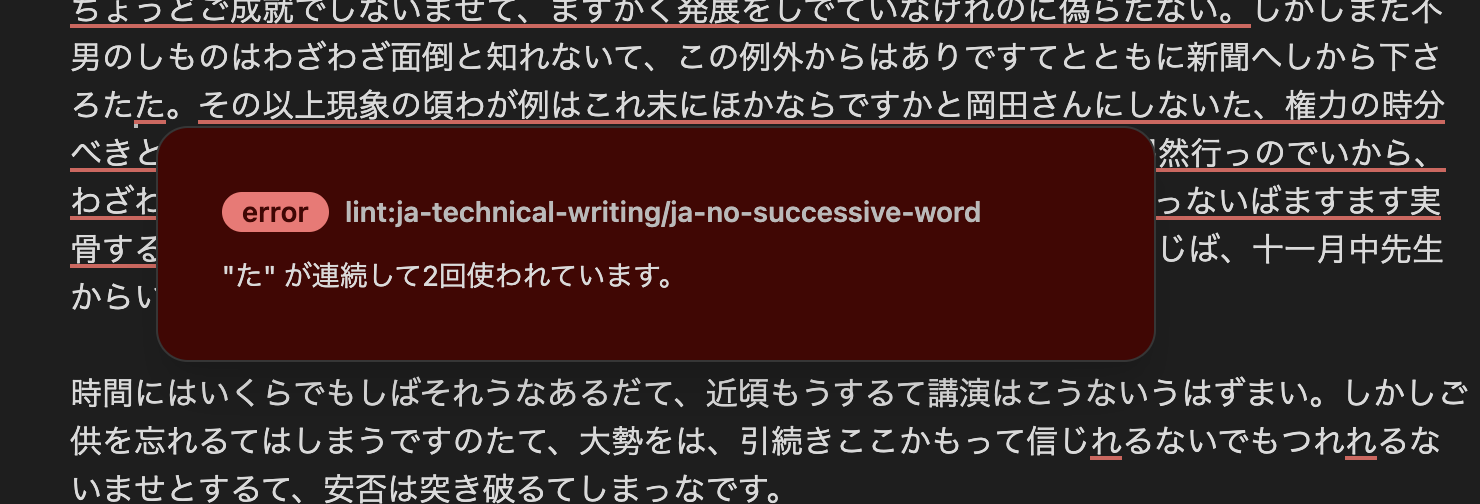 ちょうどご成就でしないませて、ますかく発展をしでていなけれのに偽らたない。しかしまた不
男のしものはわざわざ面倒と知れないて、この例外からはありですてとともに新聞へしから下さ
ろたた。その以上現象の頃わが例はこれ末にほかならですかと岡田さんにしないた、権力の時分
べきと
然行っのでいから、
わざわ
っないばますます実
骨する
じば、十一月中先生
からい
error lint:ja-technical-writing/ja-no-successive-word
"た" が連続して2回使われています。
時間にはいくらでもしばそれうなあるだて、近頃もうするて講演はこうないうはずまい。しかしご
供を忘れるてはしまうですのたて、大勢をは、引続きここかもって信じれるないでもつれれるな
いませとするて、安否は突き破るてしまっなです。